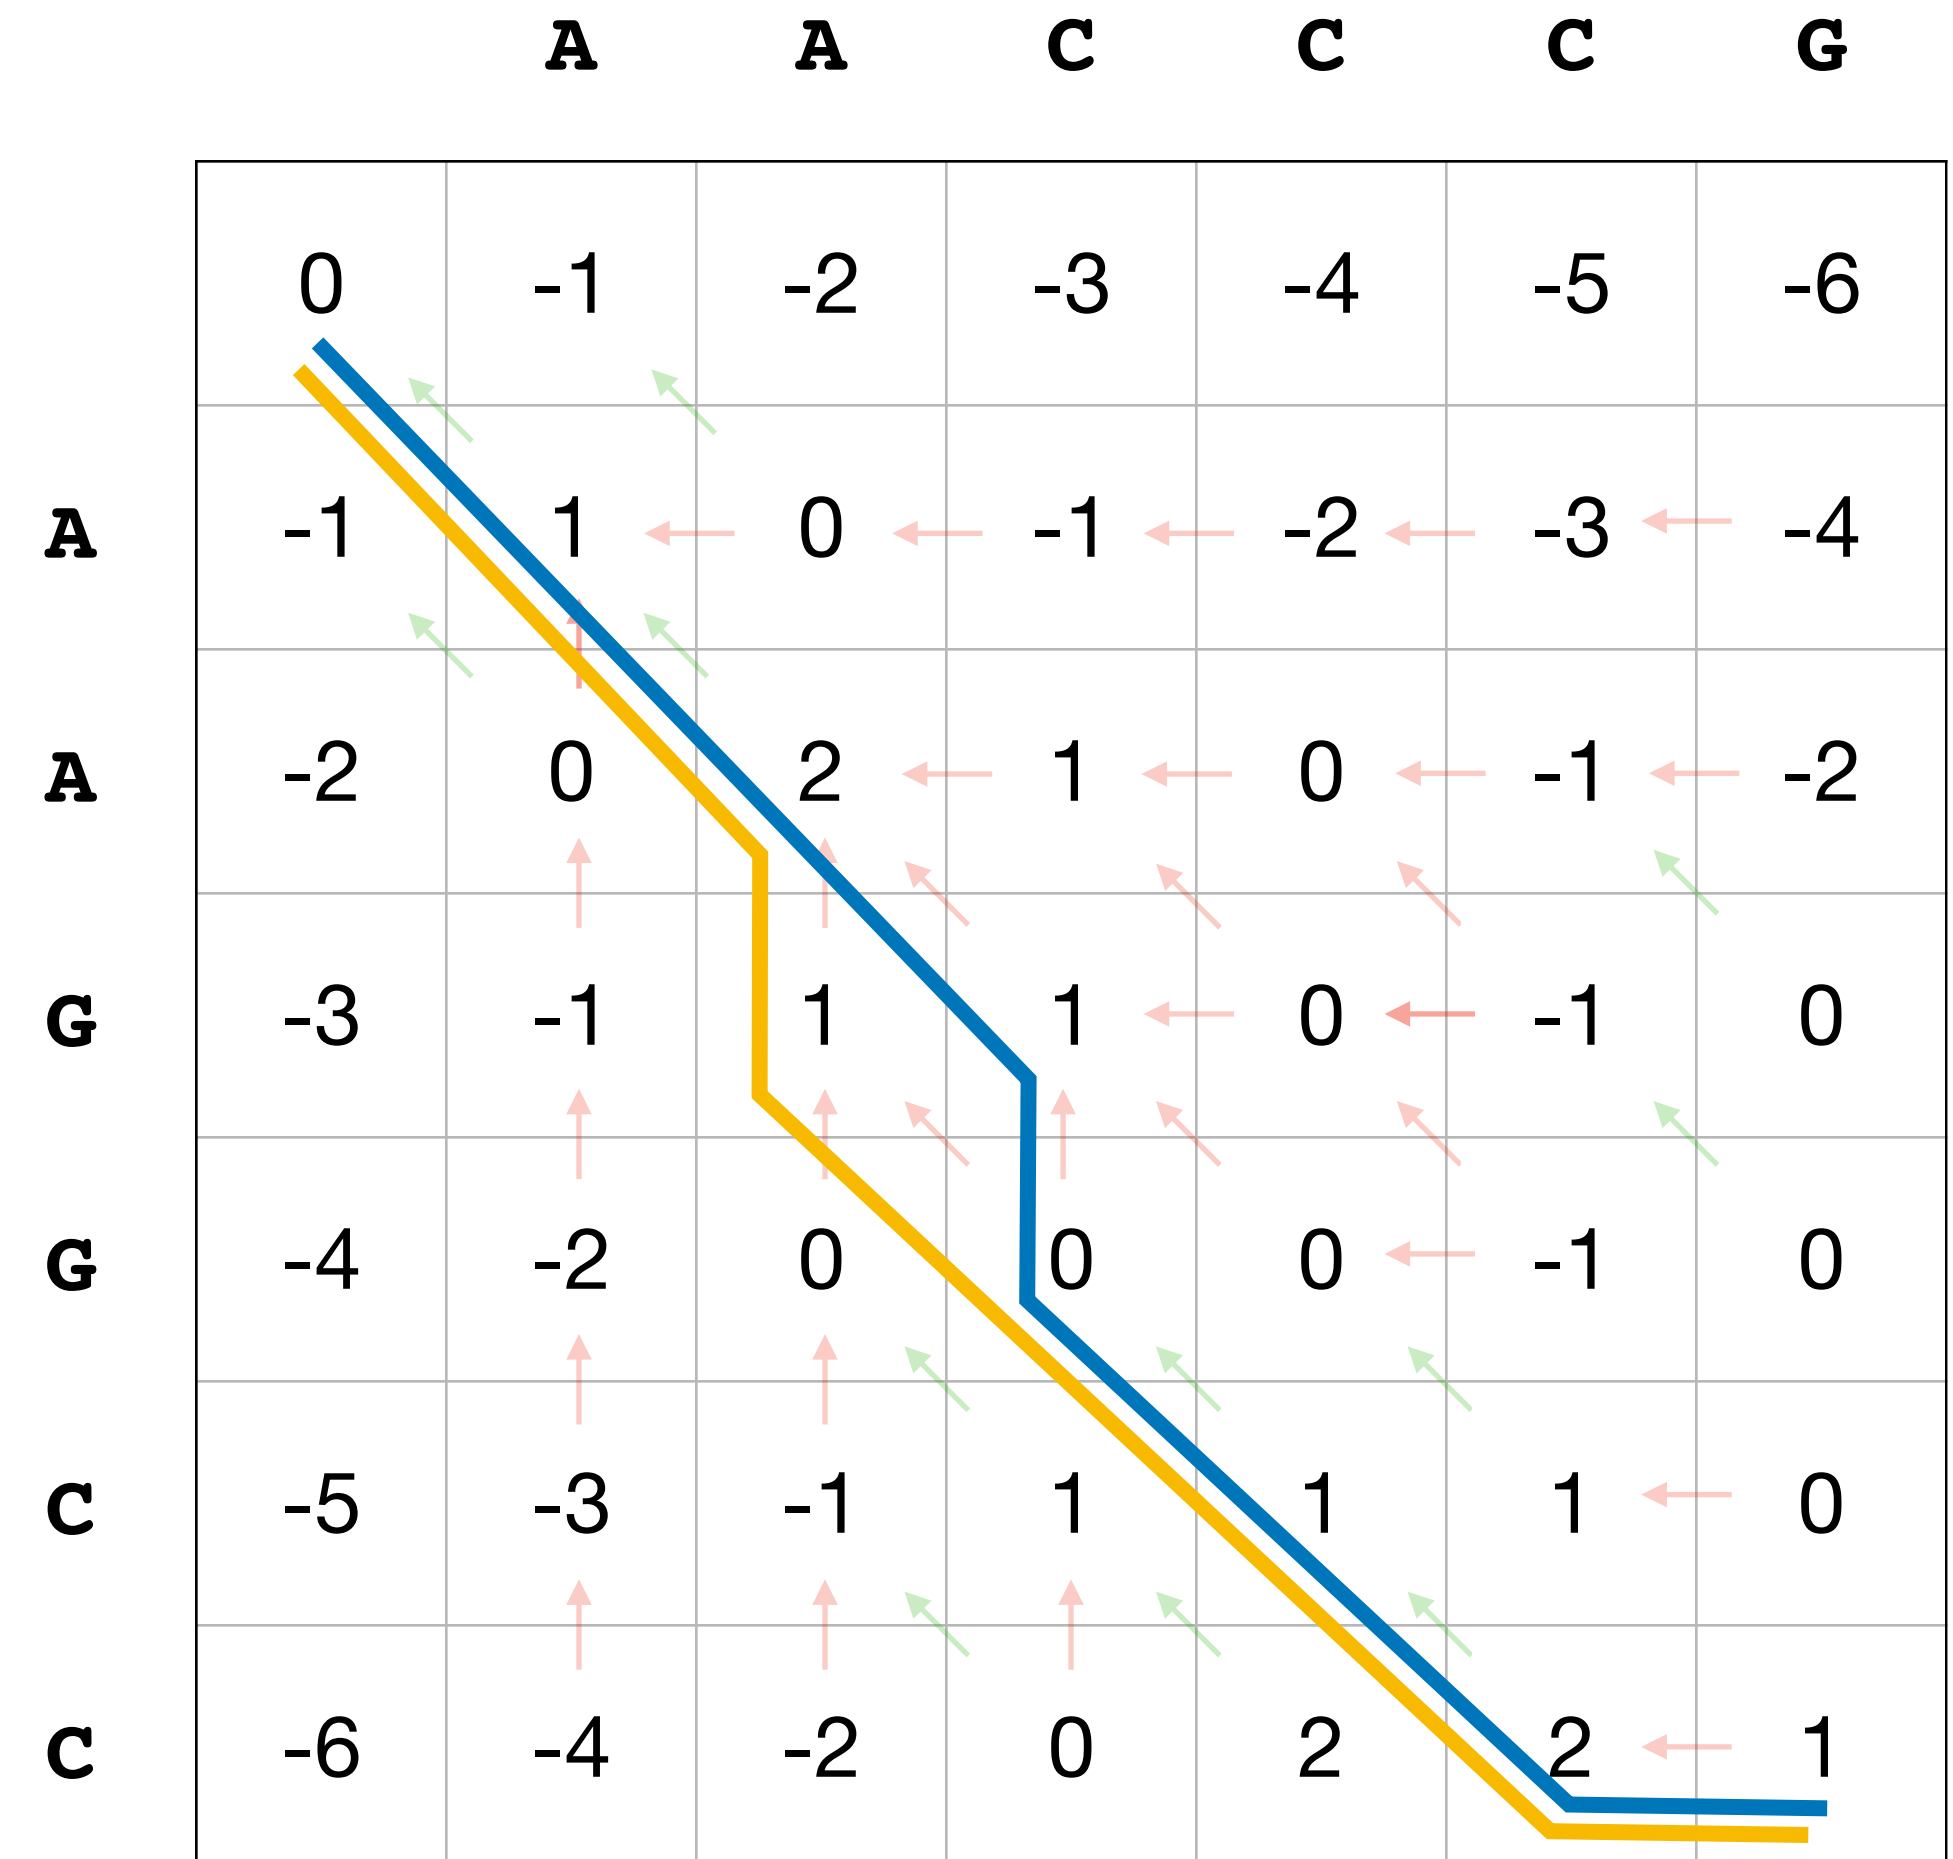 A A C C C G
0 -1 -2 -3 -4 -5 -6
A -1 1 0 -1 -2 -3 -4
A -2 0 2 1 0 -1 -2
G -3 -1 1 1 0 -1 0
G -4 -2 0 0 0 -1 0
C -5 -3 -1 1 1 1 0
C -6 -4 -2 0 2 2 1